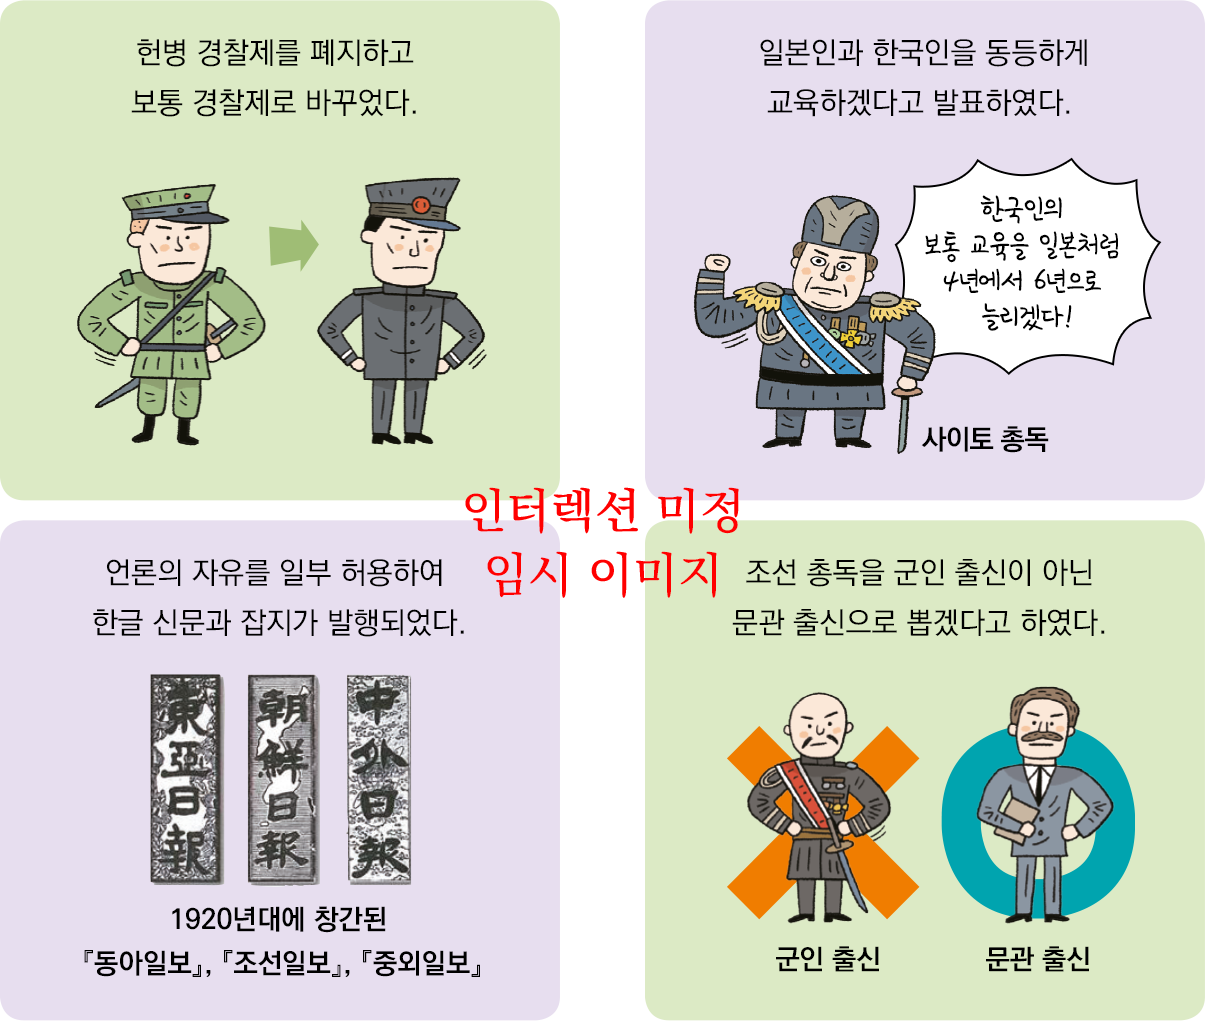 헌병 경찰제를 폐지하고
보통 경찰제로 바꾸었다.
일본인과 한국인을 동등하게
교육하겠다고 발표하였다.
한국인의
보통 교육을 일본처럼
4년에서 6년으로
늘리겠다!
사이토 총독
인터렉션 미정
임시 이미지
언론의 자유를 일부 허용하여
한글 신문과 잡지가 발행되었다.
東亞日報
朝鮮日報
中外日報
1920년대에 창간된
『동아일보』, 『조선일보』, 『중외일보』
조선 총독을 군인 출신이 아닌
문관 출신으로 뽑겠다고 하였다.
군인 출신
문관 출신